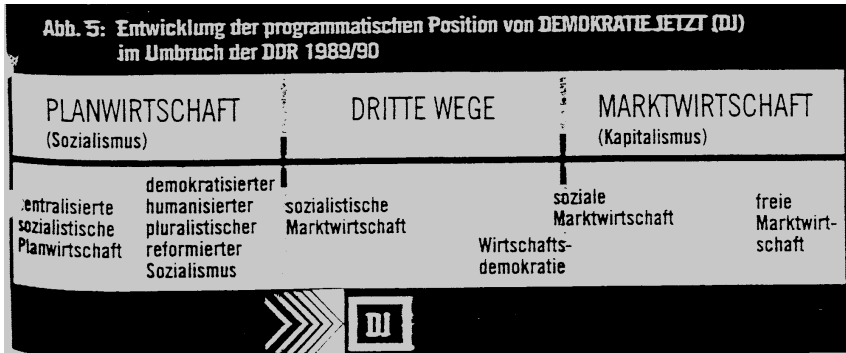 Abb. 5: Entwicklung der programmatischen Position von DEMOKRATIE JETZT (DJ)
im Umbruch der DDR 1989/90
PLANWIRTSCHAFT
(Sozialismus)
DRITTE WEGE
MARKTWIRTSCHAFT
(Kapitalismus)
zentralisierte
sozialistische
Planwirtschaft
demokratisierter
humanisierter
pluralistischer
reformierter
Sozialismus
sozialistische
Marktwirtschaft
Wirtschafts-
demokratie
soziale
Marktwirtschaft
freie
Marktwirt-
schaft
DJ